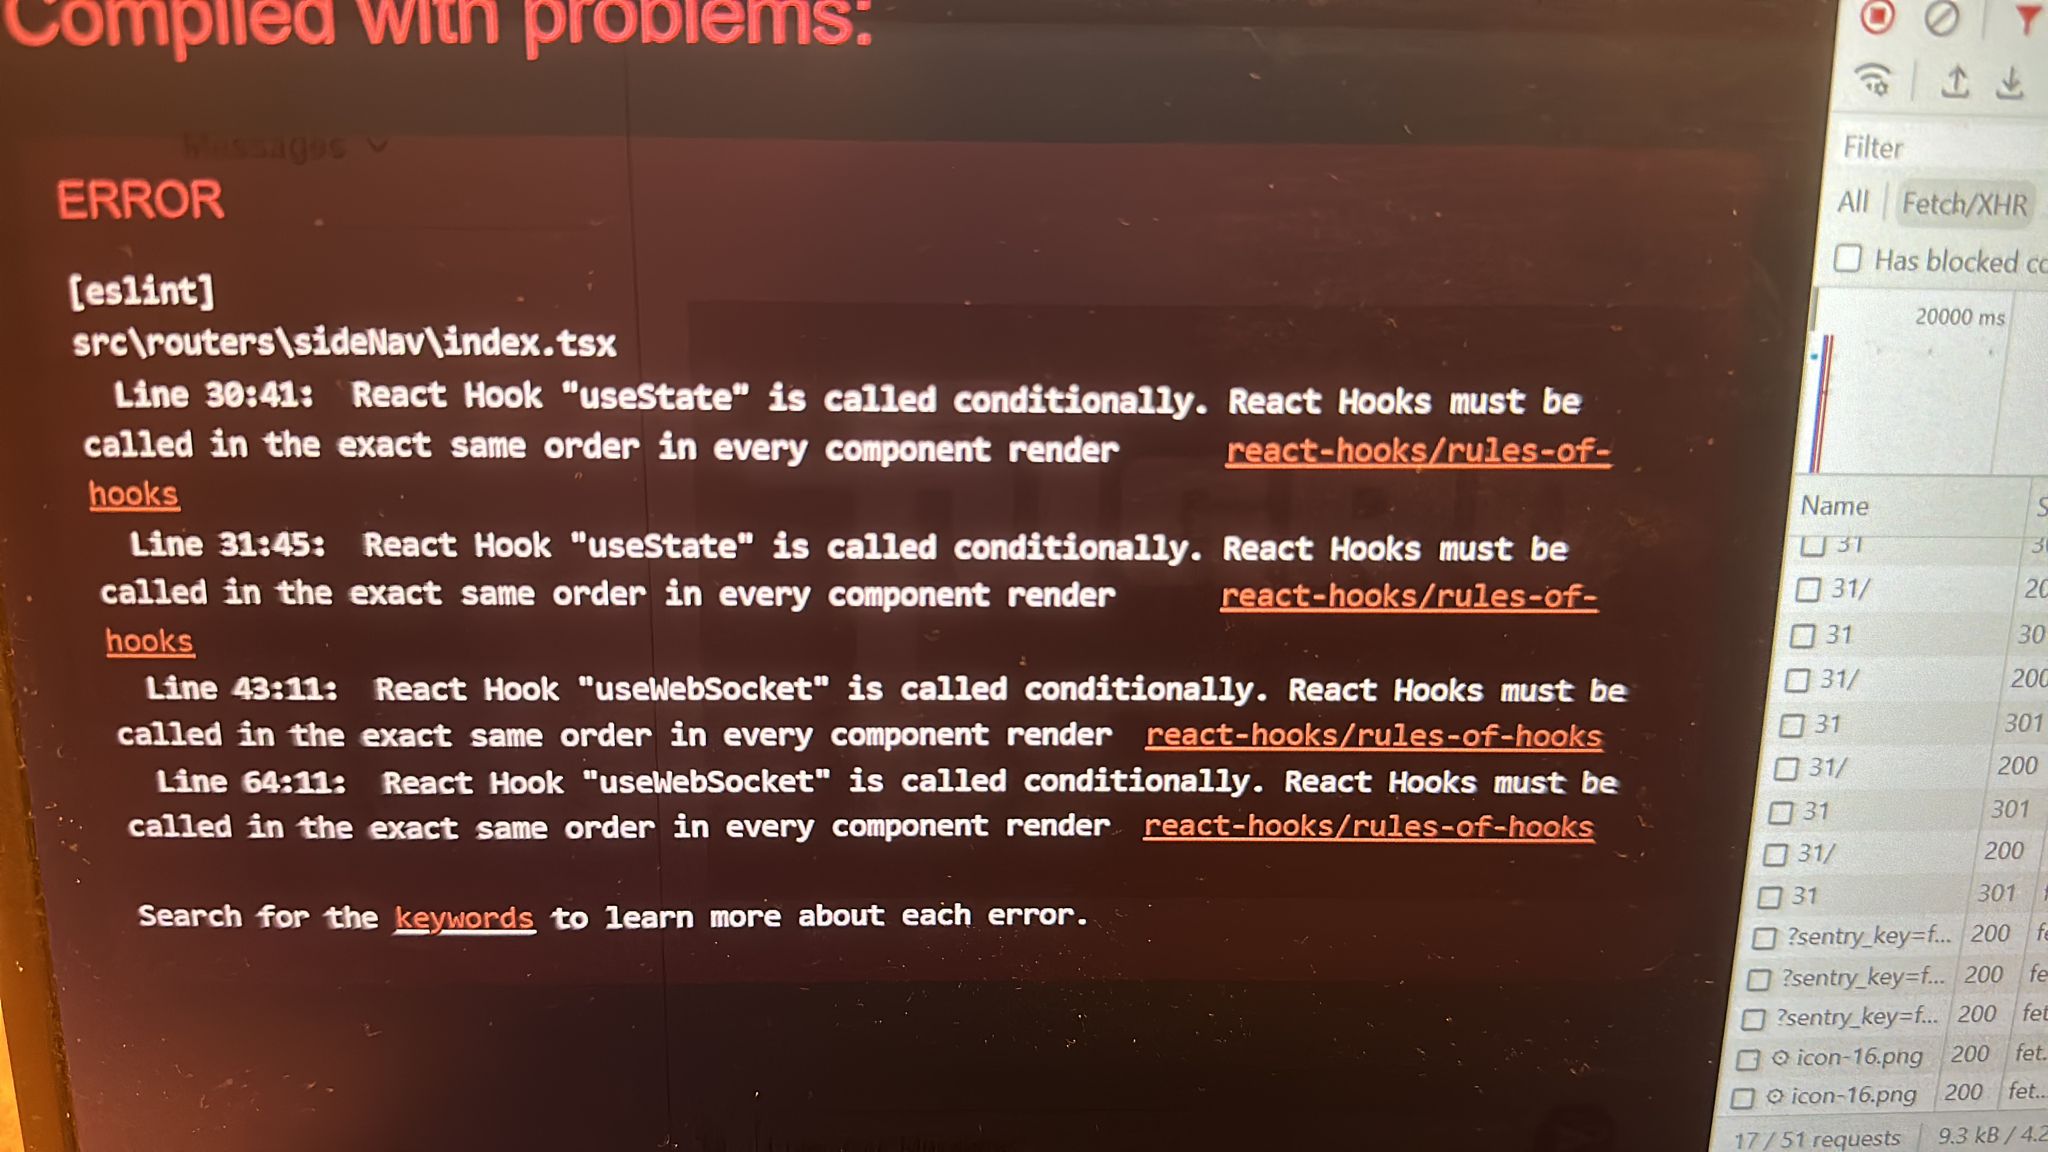 Compiled with problems:
Messages
ERROR
[eslint]
src\routers\sideNav\index.tsx
Line 30:41:  React Hook "useState" is called conditionally. React Hooks must be
called in the exact same order in every component render  react-hooks/rules-of-
hooks
Line 31:45:  React Hook "useState" is called conditionally. React Hooks must be
called in the exact same order in every component render  react-hooks/rules-of-
hooks
Line 43:11:  React Hook "useWebSocket" is called conditionally. React Hooks must be
called in the exact same order in every component render  react-hooks/rules-of-hooks
Line 64:11:  React Hook "useWebSocket" is called conditionally. React Hooks must be
called in the exact same order in every component render  react-hooks/rules-of-hooks
Search for the keywords to learn more about each error.
Filter
All Fetch/XHR
Has blocked
20000 ms
Name
31
31/ 20
31 30
31/ 200
31 301
31/ 200
31 301
31/ 200
31 301
?sentry_key=f... 200
?sentry_key=f... 200 fe
?sentry_key=f... 200 fet
icon-16.png 200 fet.
icon-16.png 200 fet...
17 / 51 requests 9.3 kB / 4.2